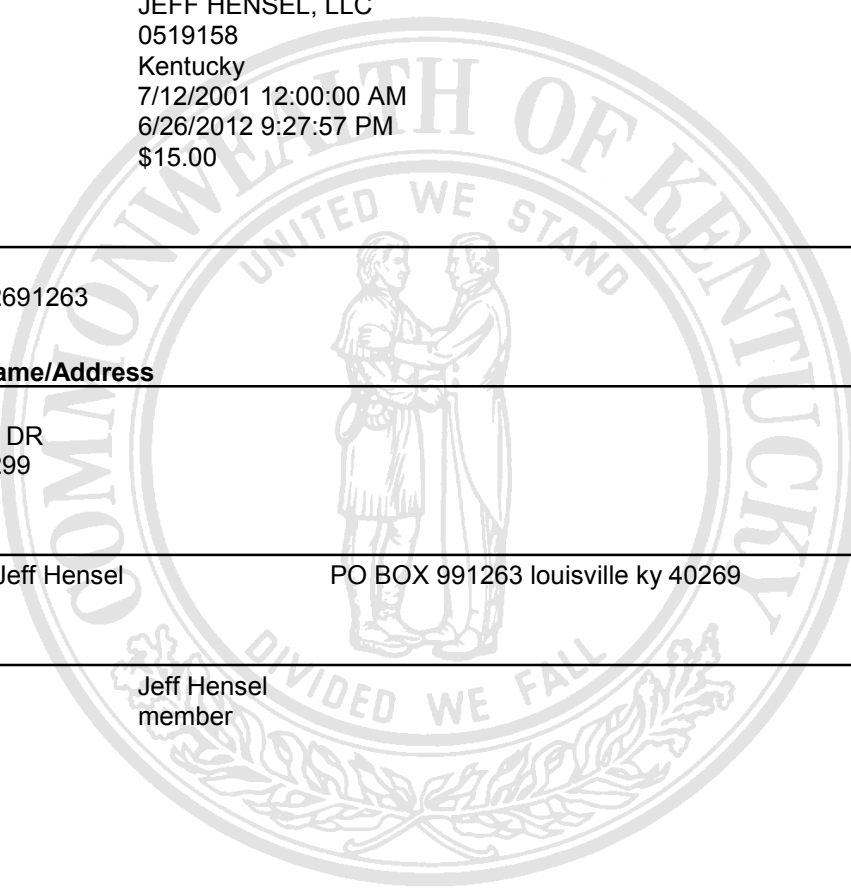 JEFF HENSEL, LLC
0519158
Kentucky
7/12/2001 12:00:00 AM
6/26/2012 9:27:57 PM
$15.00
COMMONWEALTH OF KENTUCKY
UNITED WE STAND
2691263
ame/Address
DR
299
Jeff Hensel PO BOX 991263 louisville ky 40269
DIVIDED WE FALL
Jeff Hensel
member